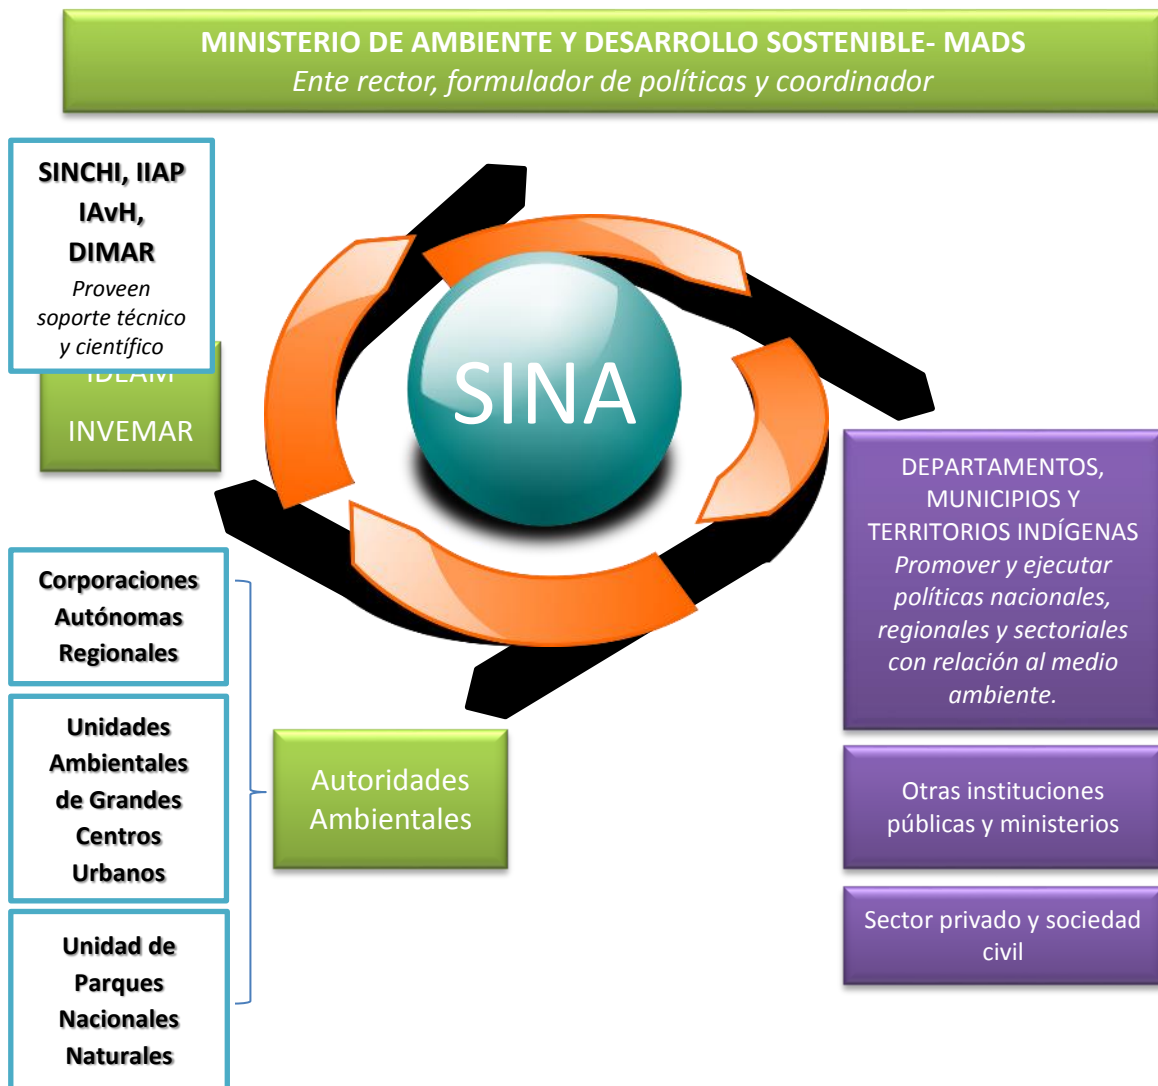 MINISTERIO DE AMBIENTE Y DESARROLLO SOSTENIBLE- MADS
Ente rector, formulador de políticas y coordinador
SINCHI, IIAP
IAvH,
DIMAR
Proveen
soporte técnico
y científico
IDEAM
INVEMAR
SINA
DEPARTAMENTOS,
MUNICIPIOS Y
TERRITORIOS INDÍGENAS
Promover y ejecutar
políticas nacionales,
regionales y sectoriales
con relación al medio
ambiente.
Corporaciones
Autónomas
Regionales
Unidades
Ambientales
de Grandes
Centros
Urbanos
Unidad de
Parques
Nacionales
Naturales
Autoridades
Ambientales
Otras instituciones
públicas y ministerios
Sector privado y sociedad
civil